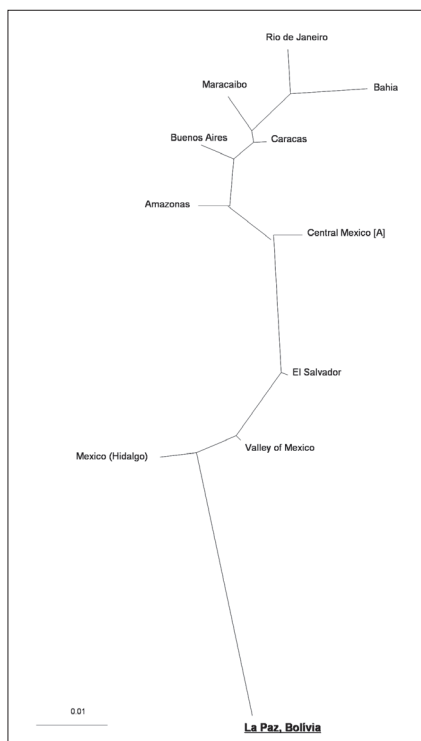 Rio de Janeiro
Maracaibo
Bahia
Buenos Aires
Caracas
Amazonas
Central Mexico [A]
El Salvador
Valley of Mexico
Mexico (Hidalgo)
0.01
La Paz, Bolívia